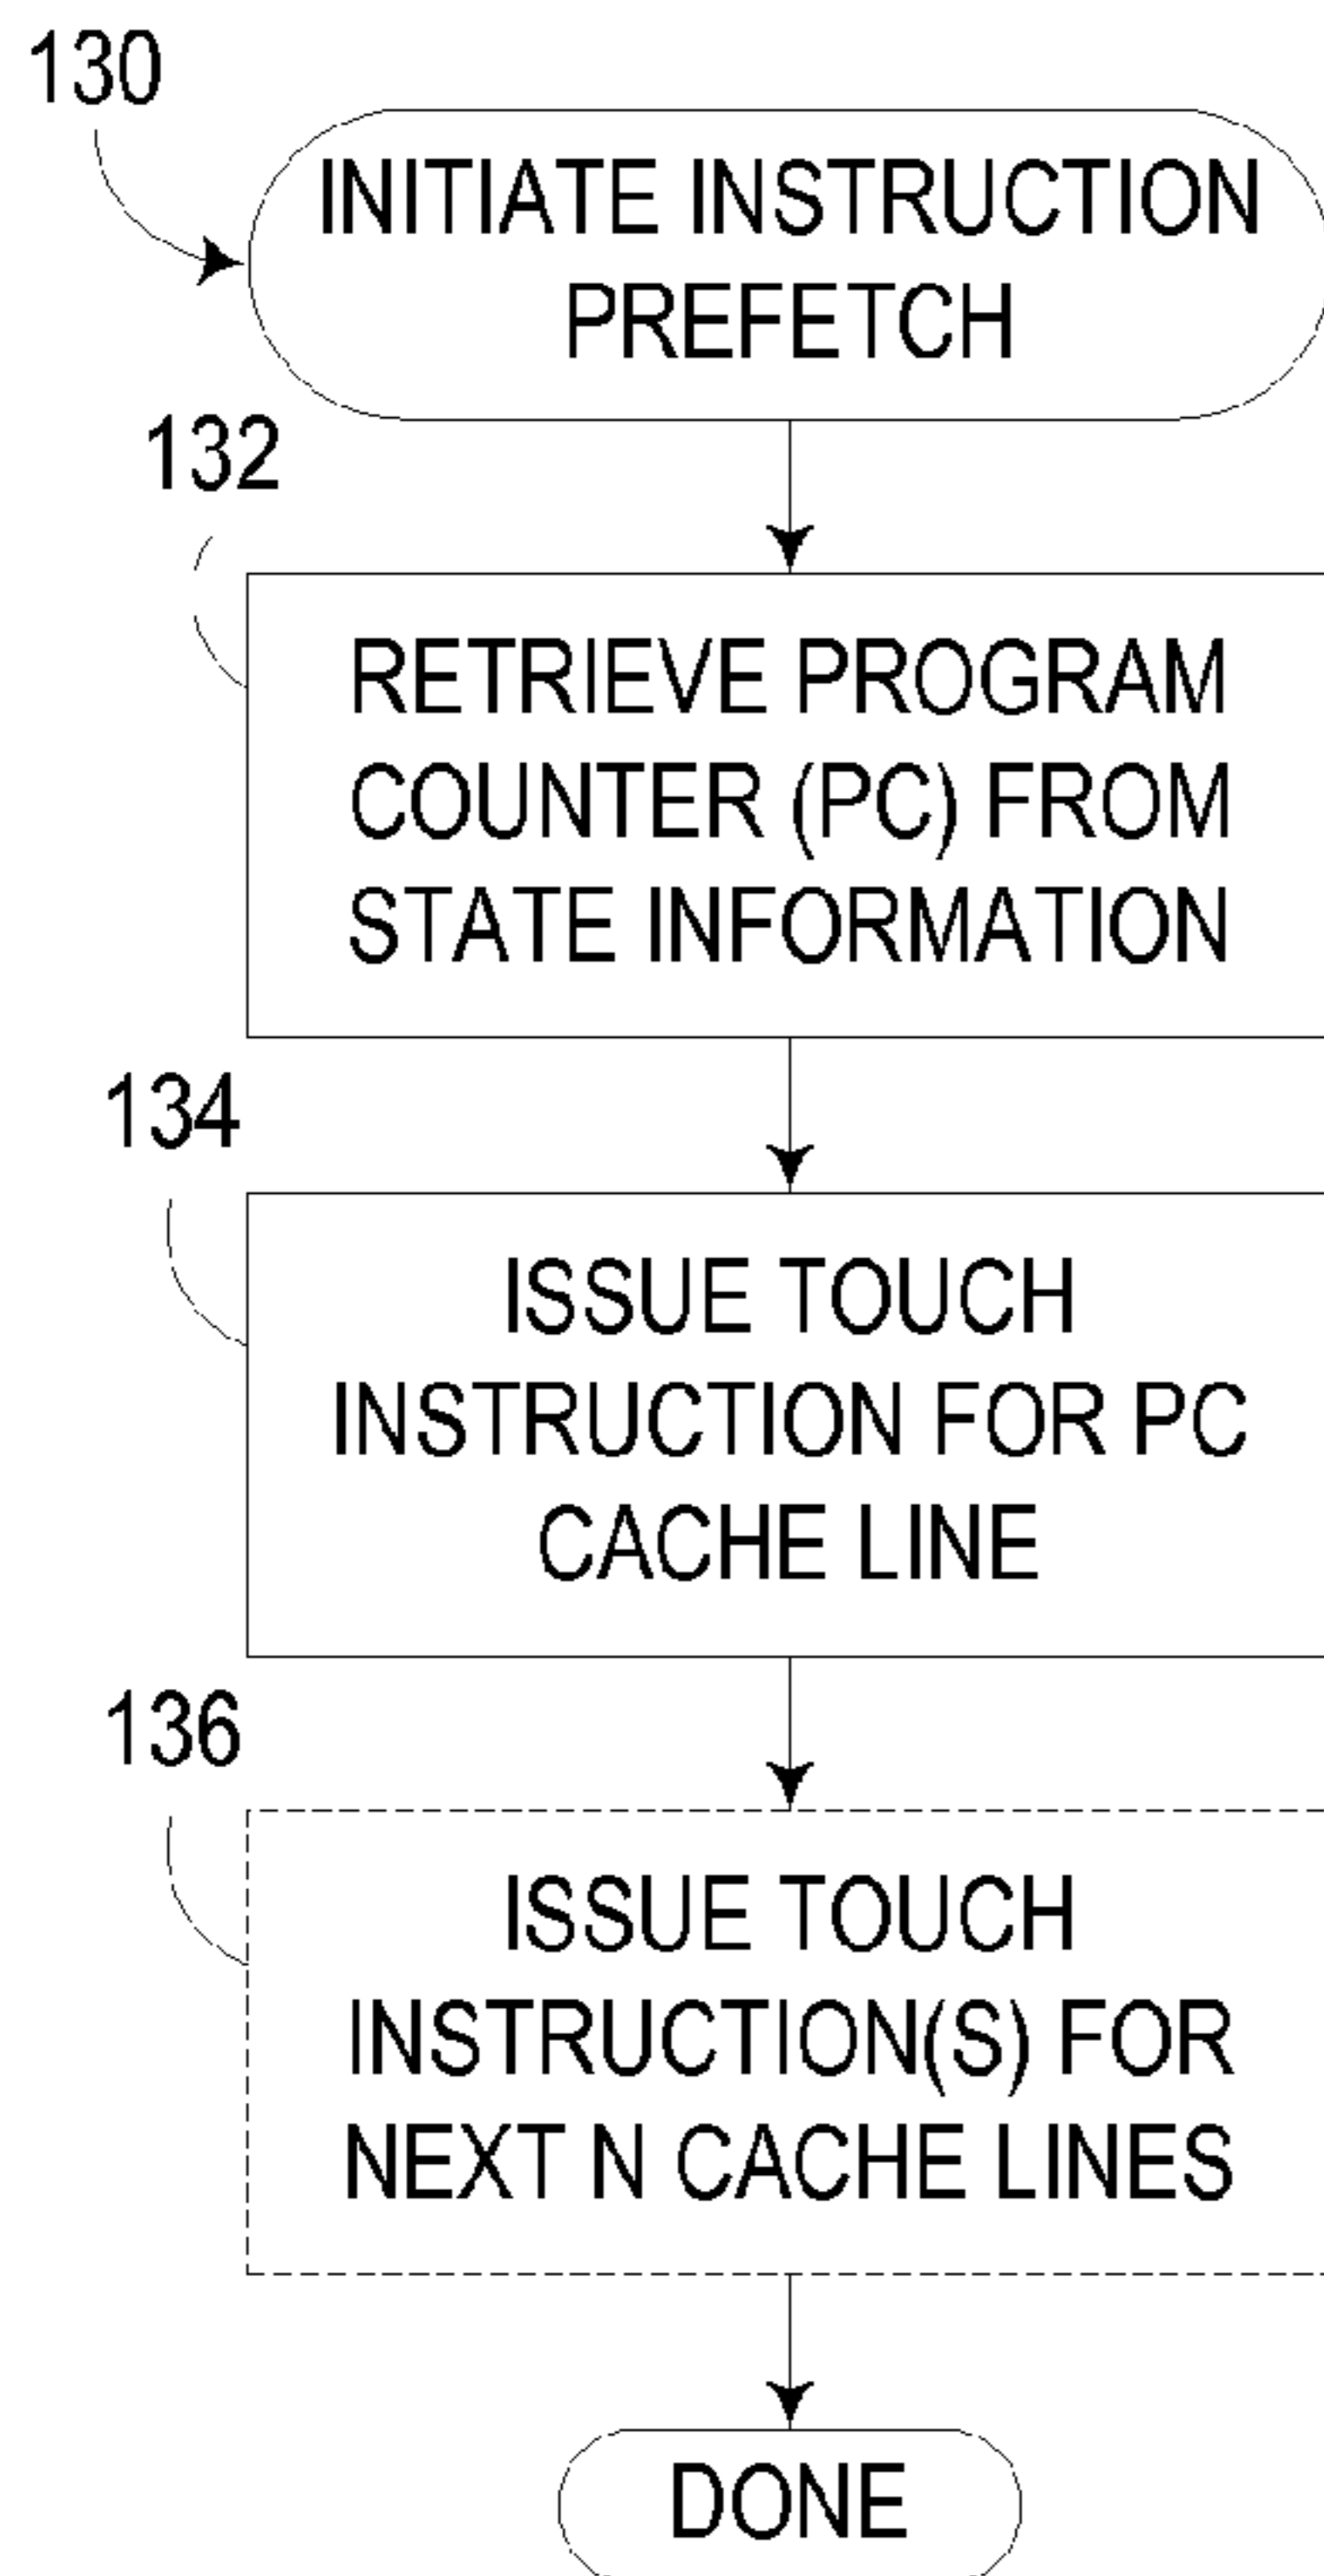 130
INITIATE INSTRUCTION
PREFETCH
132
RETRIEVE PROGRAM
COUNTER (PC) FROM
STATE INFORMATION
134
ISSUE TOUCH
INSTRUCTION FOR PC
CACHE LINE
136
ISSUE TOUCH
INSTRUCTION(S) FOR
NEXT N CACHE LINES
DONE